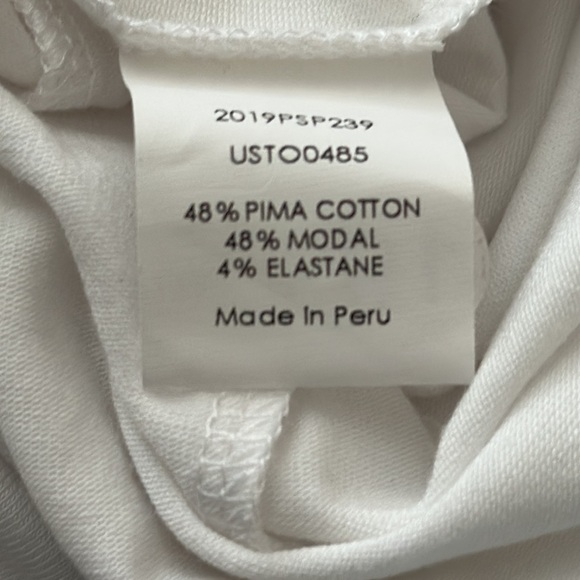 2019PSP239
USTO0485
48% PIMA COTTON
48% MODAL
4% ELASTANE
Made In Peru